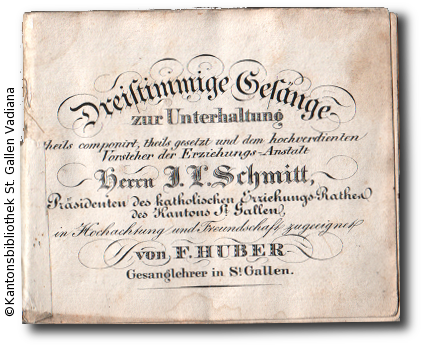 Dreistimmige Gesänge
zur Unterhaltung
theils componirt, theils gesetzt und dem hochverdienten
Vorsteher der Erziehungs-Anstalt
Herrn J. L. Schmitt,
Präsidenten des katholischen Erziehungs-Rathes
des Kantons St. Gallen,
in Hochachtung und Freundschaft zugeeignet
von F. HUBER
Gesanglehrer in St. Gallen.
© Kantonsbibliothek St. Gallen Vadiana